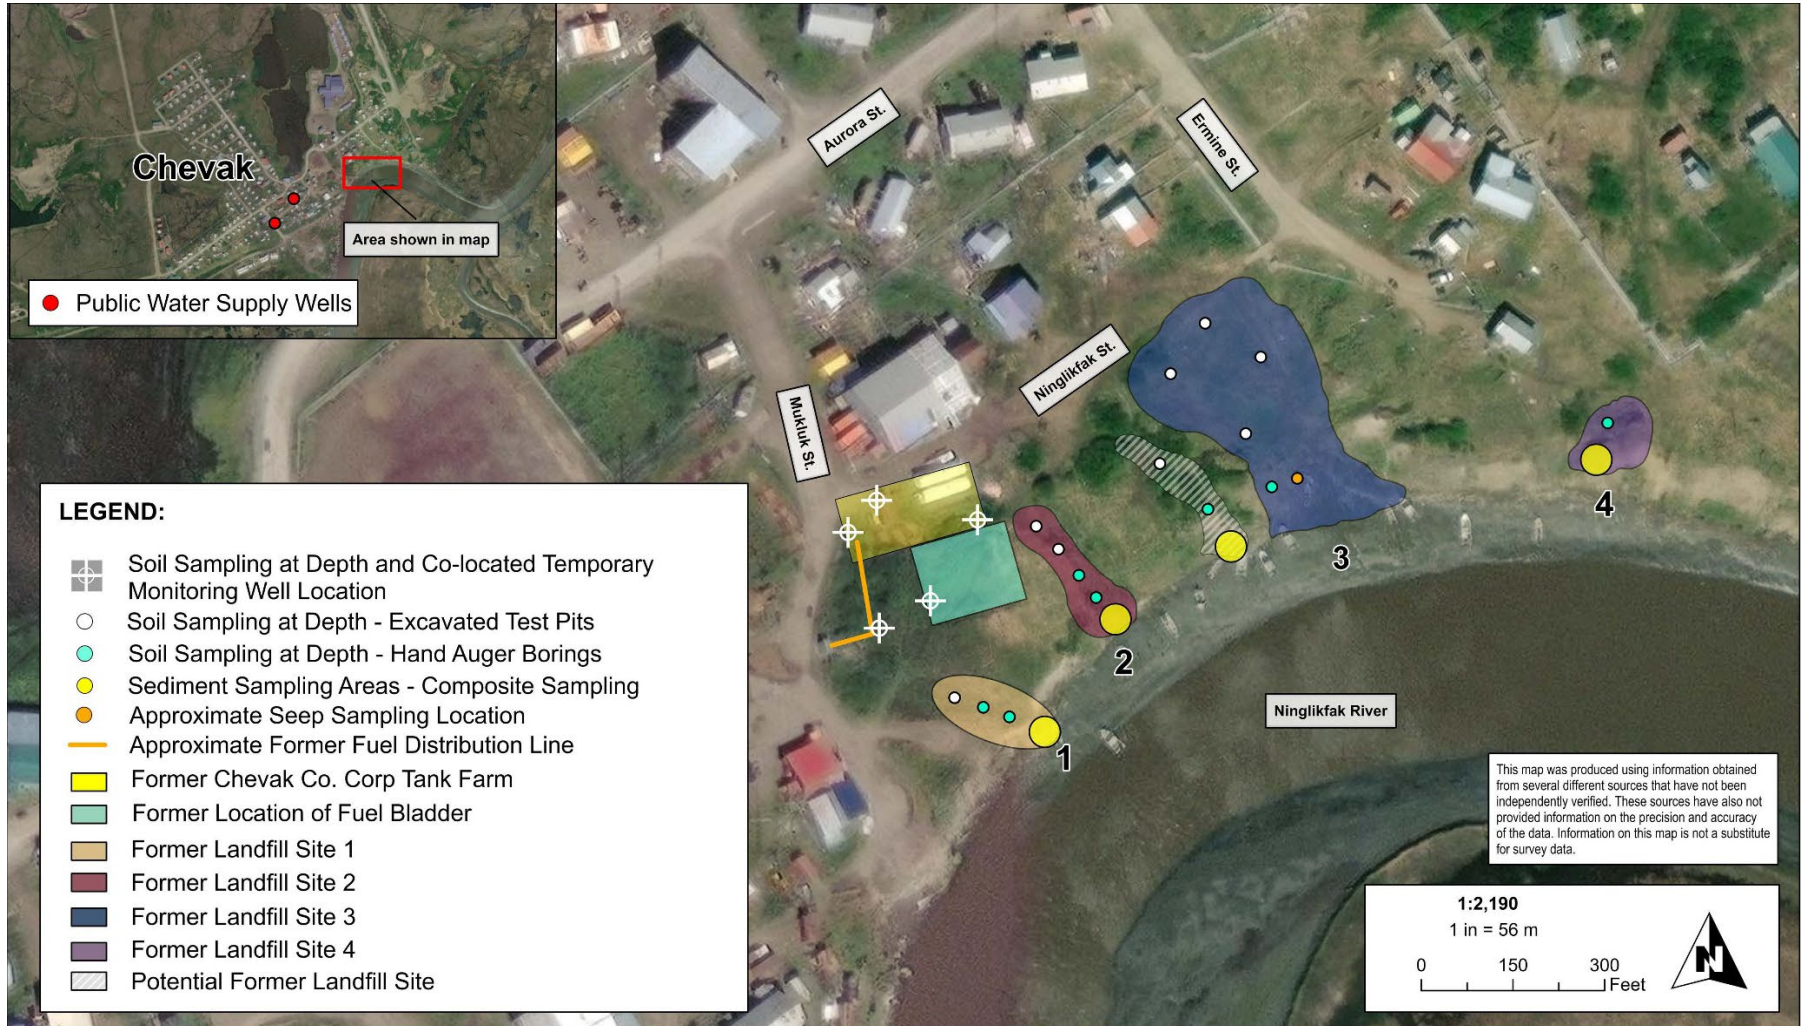 Chevak
Area shown in map
Public Water Supply Wells
Aurora St.
Ermine St.
Ninglikfak St.
Mukluk St.
LEGEND:
Soil Sampling at Depth and Co-located Temporary
Monitoring Well Location
Soil Sampling at Depth - Excavated Test Pits
Soil Sampling at Depth - Hand Auger Borings
Sediment Sampling Areas - Composite Sampling
Approximate Seep Sampling Location
Approximate Former Fuel Distribution Line
Former Chevak Co. Corp Tank Farm
Former Location of Fuel Bladder
Former Landfill Site 1
Former Landfill Site 2
Former Landfill Site 3
Former Landfill Site 4
Potential Former Landfill Site
4
3
2
1
Ninglikfak River
This map was produced using information obtained
from several different sources that have not been
independently verified. These sources have also not
provided information on the precision and accuracy
of the data. Information on this map is not a substitute
for survey data.
1:2,190
1 in = 56 m
0 150 300
Feet
N